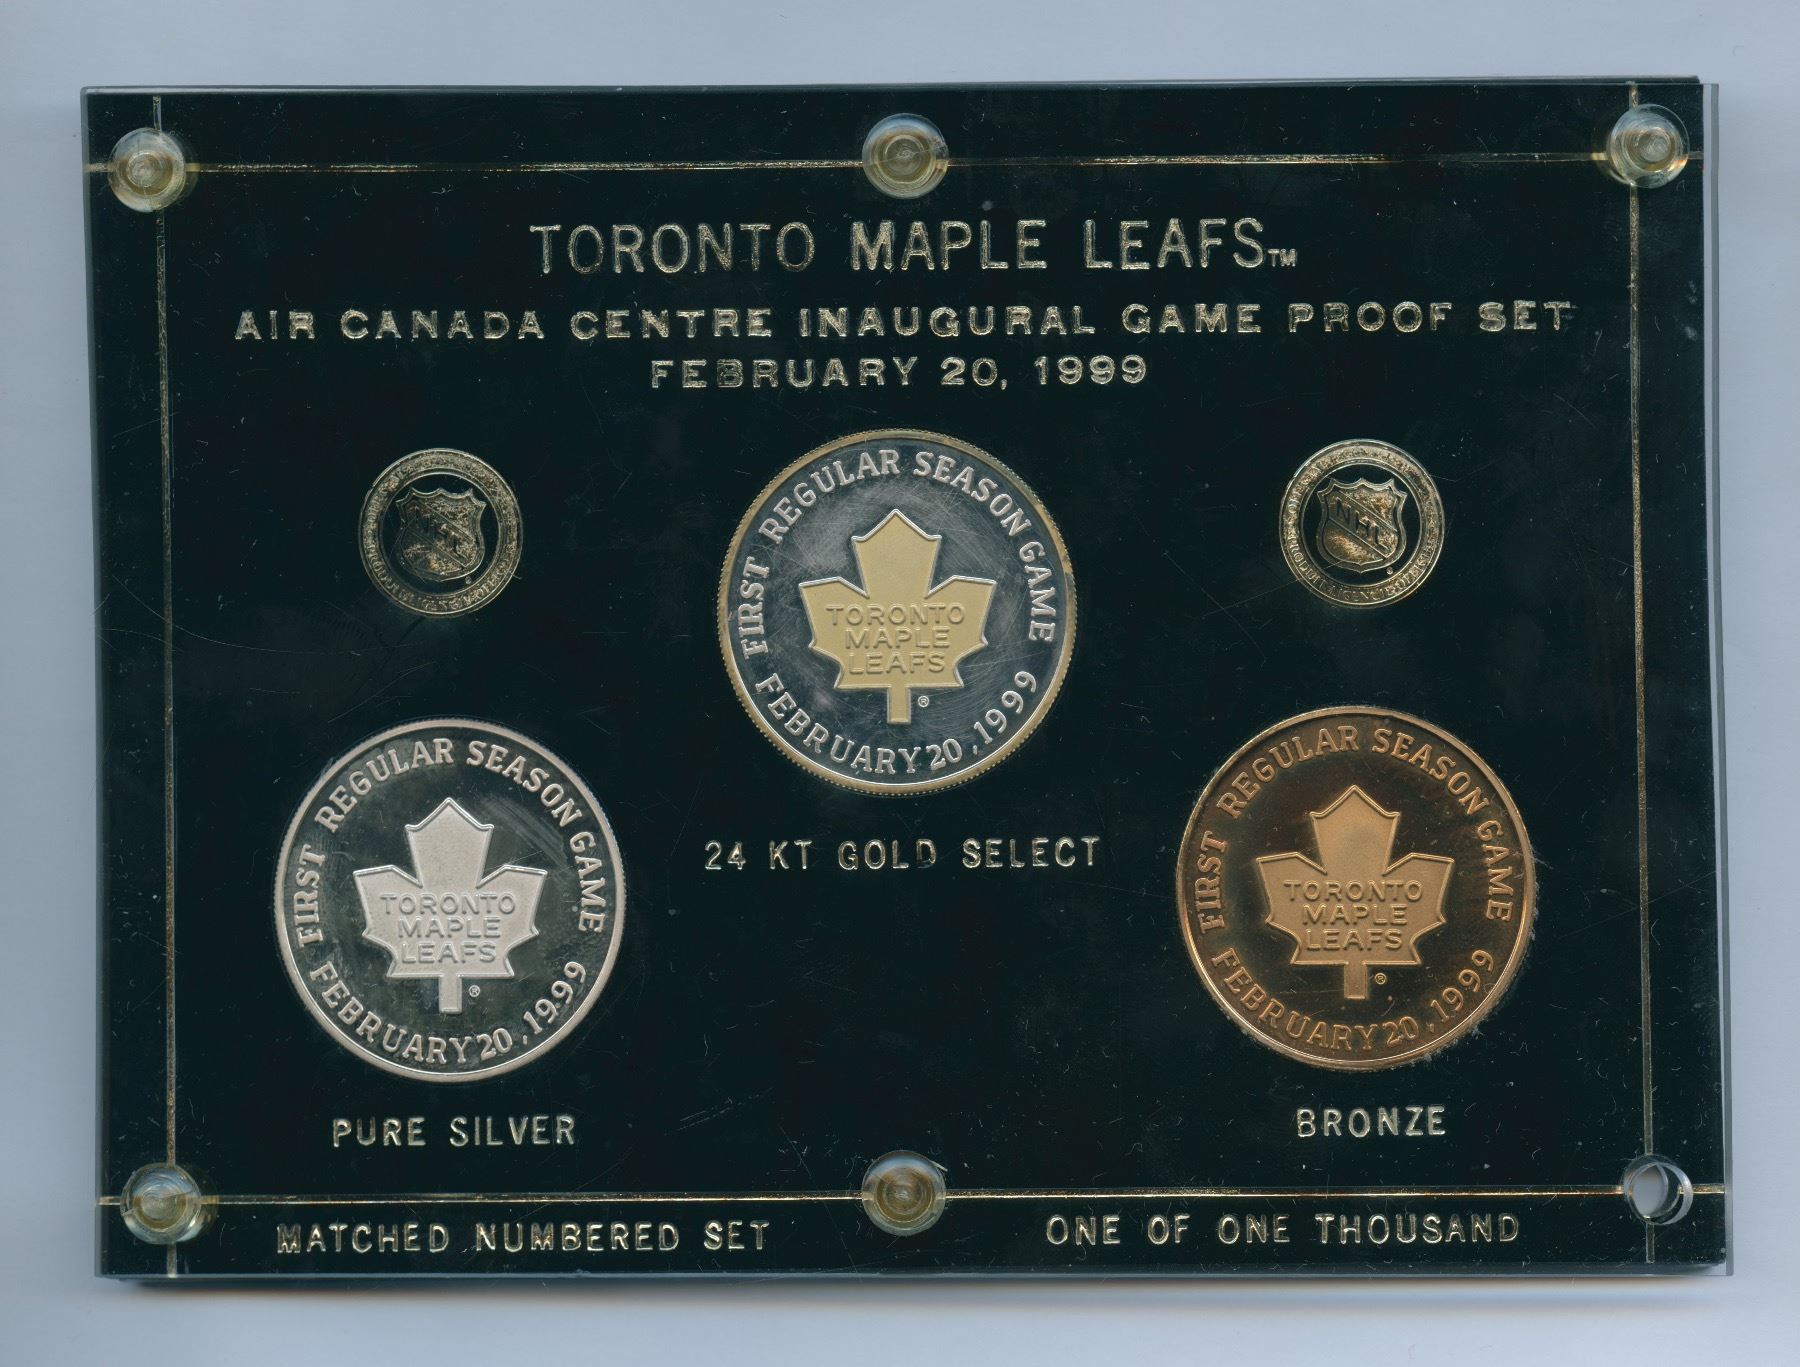 TORONTO MAPLE LEAFS™
AIR CANADA CENTRE INAUGURAL GAME PROOF SET
FEBRUARY 20, 1999
NHL
NHL
FIRST REGULAR SEASON GAME
TORONTO
MAPLE
LEAFS
®
FEBRUARY 20, 1999
24 KT GOLD SELECT
FIRST REGULAR SEASON GAME
TORONTO
MAPLE
LEAFS
®
FEBRUARY 20, 1999
PURE SILVER
FIRST REGULAR SEASON GAME
TORONTO
MAPLE
LEAFS
®
FEBRUARY 20, 1999
BRONZE
MATCHED NUMBERED SET
ONE OF ONE THOUSAND